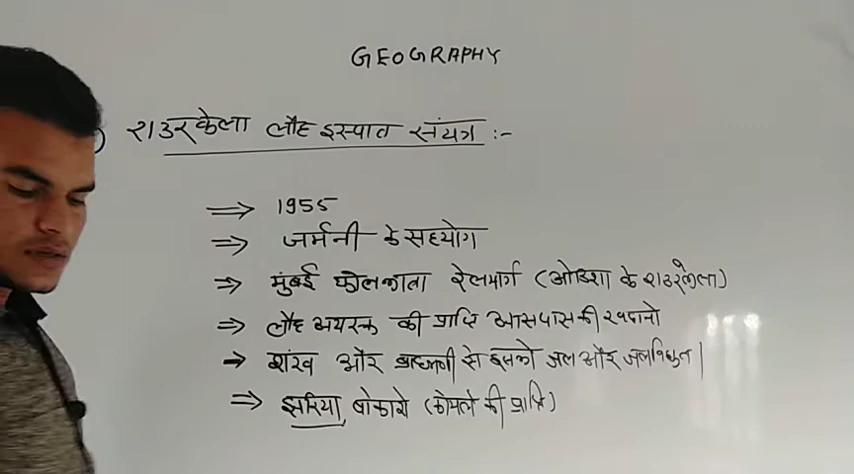 GEOGRAPHY
) राउरकेला लौह इस्पात संयत्र :-
⇒ 1955
⇒ जर्मनी के सहयोग
⇒ मुंबई कोलकाता रेलमार्ग (ओडिशा के राउरकेला)
⇒ लौह अयस्क की प्राप्ति आसपास की खदानो
→ शंख और ब्राह्मणी से इसको जल और जलविधुत।
⇒ झरिया, बोकारो (कोयले की प्राप्ति)